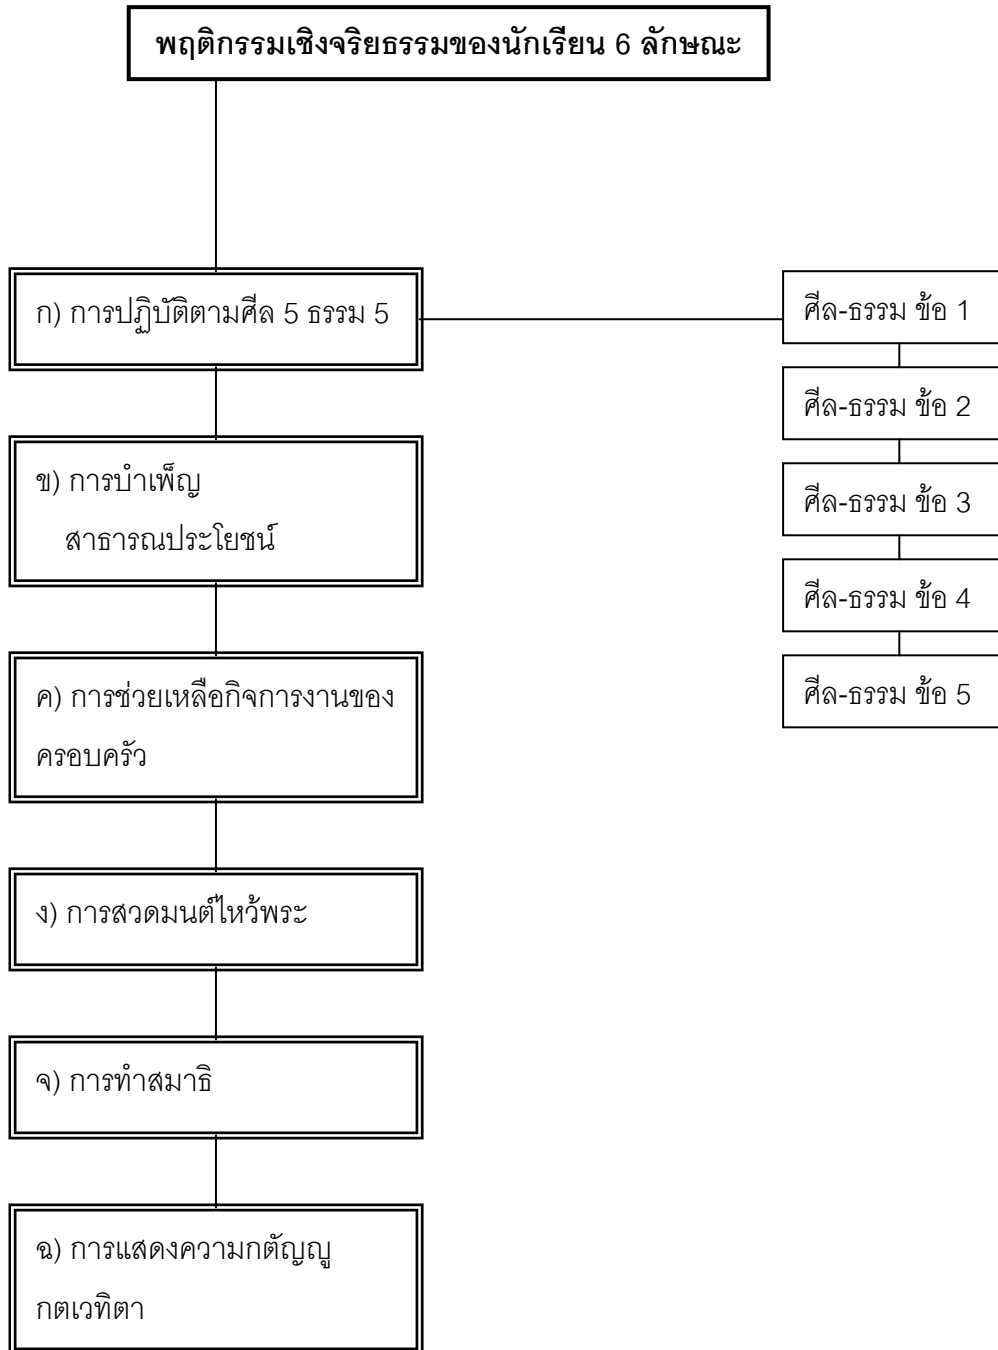 พฤติกรรมเชิงจริยธรรมของนักเรียน 6 ลักษณะ
ก) การปฏิบัติตามศีล 5 ธรรม 5
ข) การบำเพ็ญ
สาธารณประโยชน์
ค) การช่วยเหลือกิจการงานของ
ครอบครัว
ง) การสวดมนต์ไหว้พระ
จ) การทำสมาธิ
ฉ) การแสดงความกตัญญู
กตเวทิตา
ศีล-ธรรม ข้อ 1
ศีล-ธรรม ข้อ 2
ศีล-ธรรม ข้อ 3
ศีล-ธรรม ข้อ 4
ศีล-ธรรม ข้อ 5